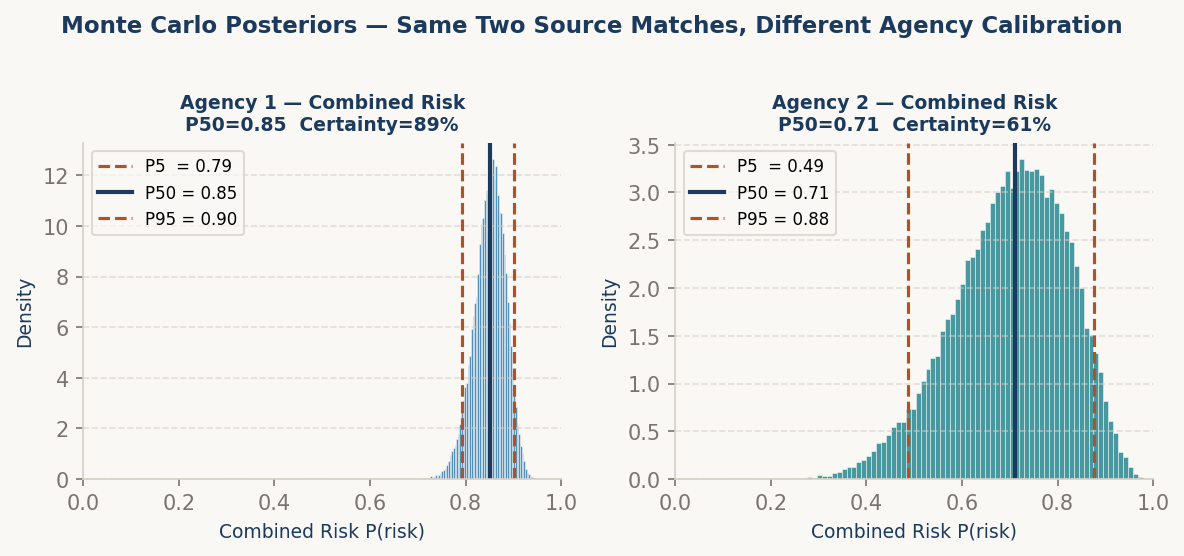 Monte Carlo Posteriors — Same Two Source Matches, Different Agency Calibration
Agency 1 — Combined Risk
P50=0.85  Certainty=89%
P5  = 0.79
P50 = 0.85
P95 = 0.90
12
10
8
6
4
2
0
Density
0.0
0.2
0.4
0.6
0.8
1.0
Combined Risk P(risk)
Agency 2 — Combined Risk
P50=0.71  Certainty=61%
P5  = 0.49
P50 = 0.71
P95 = 0.88
3.5
3.0
2.5
2.0
1.5
1.0
0.5
0.0
Density
0.0
0.2
0.4
0.6
0.8
1.0
Combined Risk P(risk)